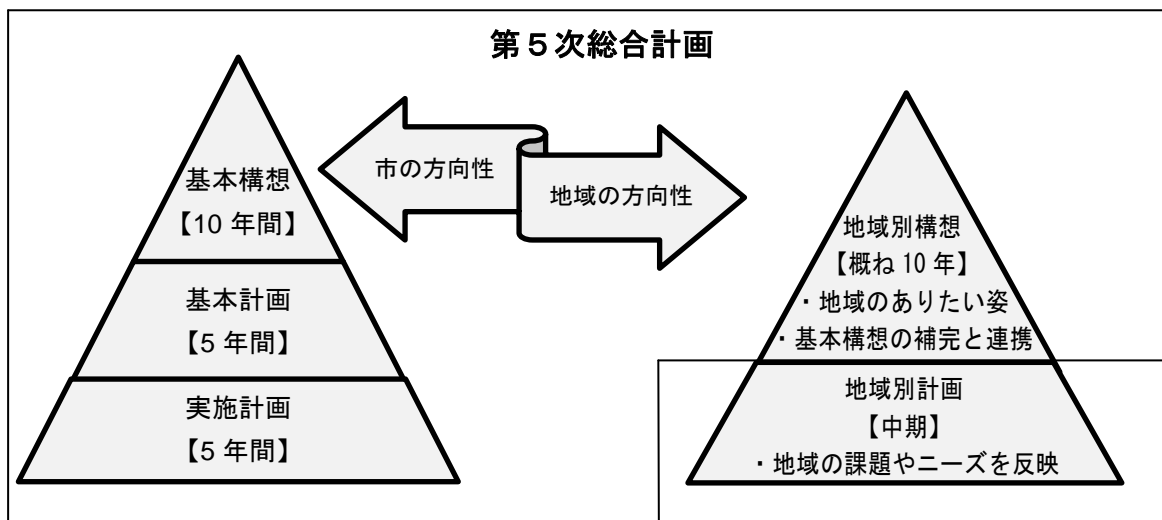 第５次総合計画
市の方向性
地域の方向性
基本構想
【10 年間】
基本計画
【5 年間】
実施計画
【5 年間】
地域別構想
【概ね 10 年】
・地域のありたい姿
・基本構想の補完と連携
地域別計画
【中期】
・地域の課題やニーズを反映